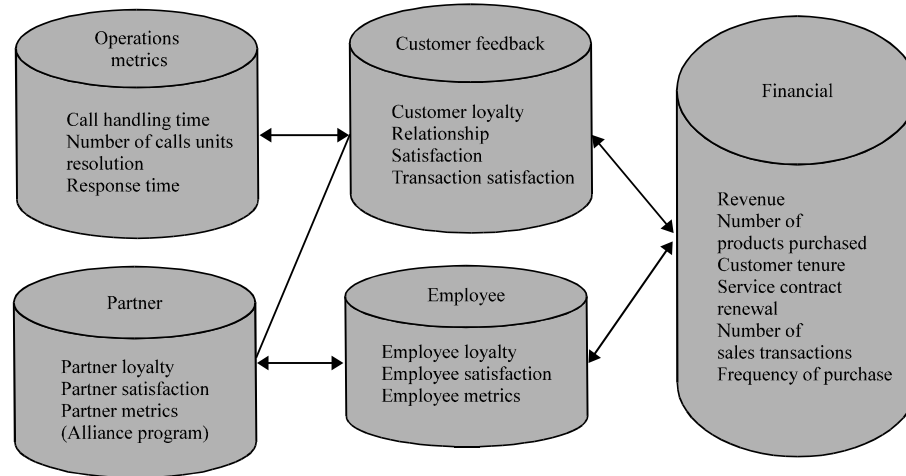 Operations
metrics
Call handling time
Number of calls units
resolution
Response time
Customer feedback
Customer loyalty
Relationship
Satisfaction
Transaction satisfaction
Financial
Revenue
Number of
products purchased
Customer tenure
Service contract
renewal
Number of
sales transactions
Frequency of purchase
Partner
Partner loyalty
Partner satisfaction
Partner metrics
(Alliance program)
Employee
Employee loyalty
Employee satisfaction
Employee metrics